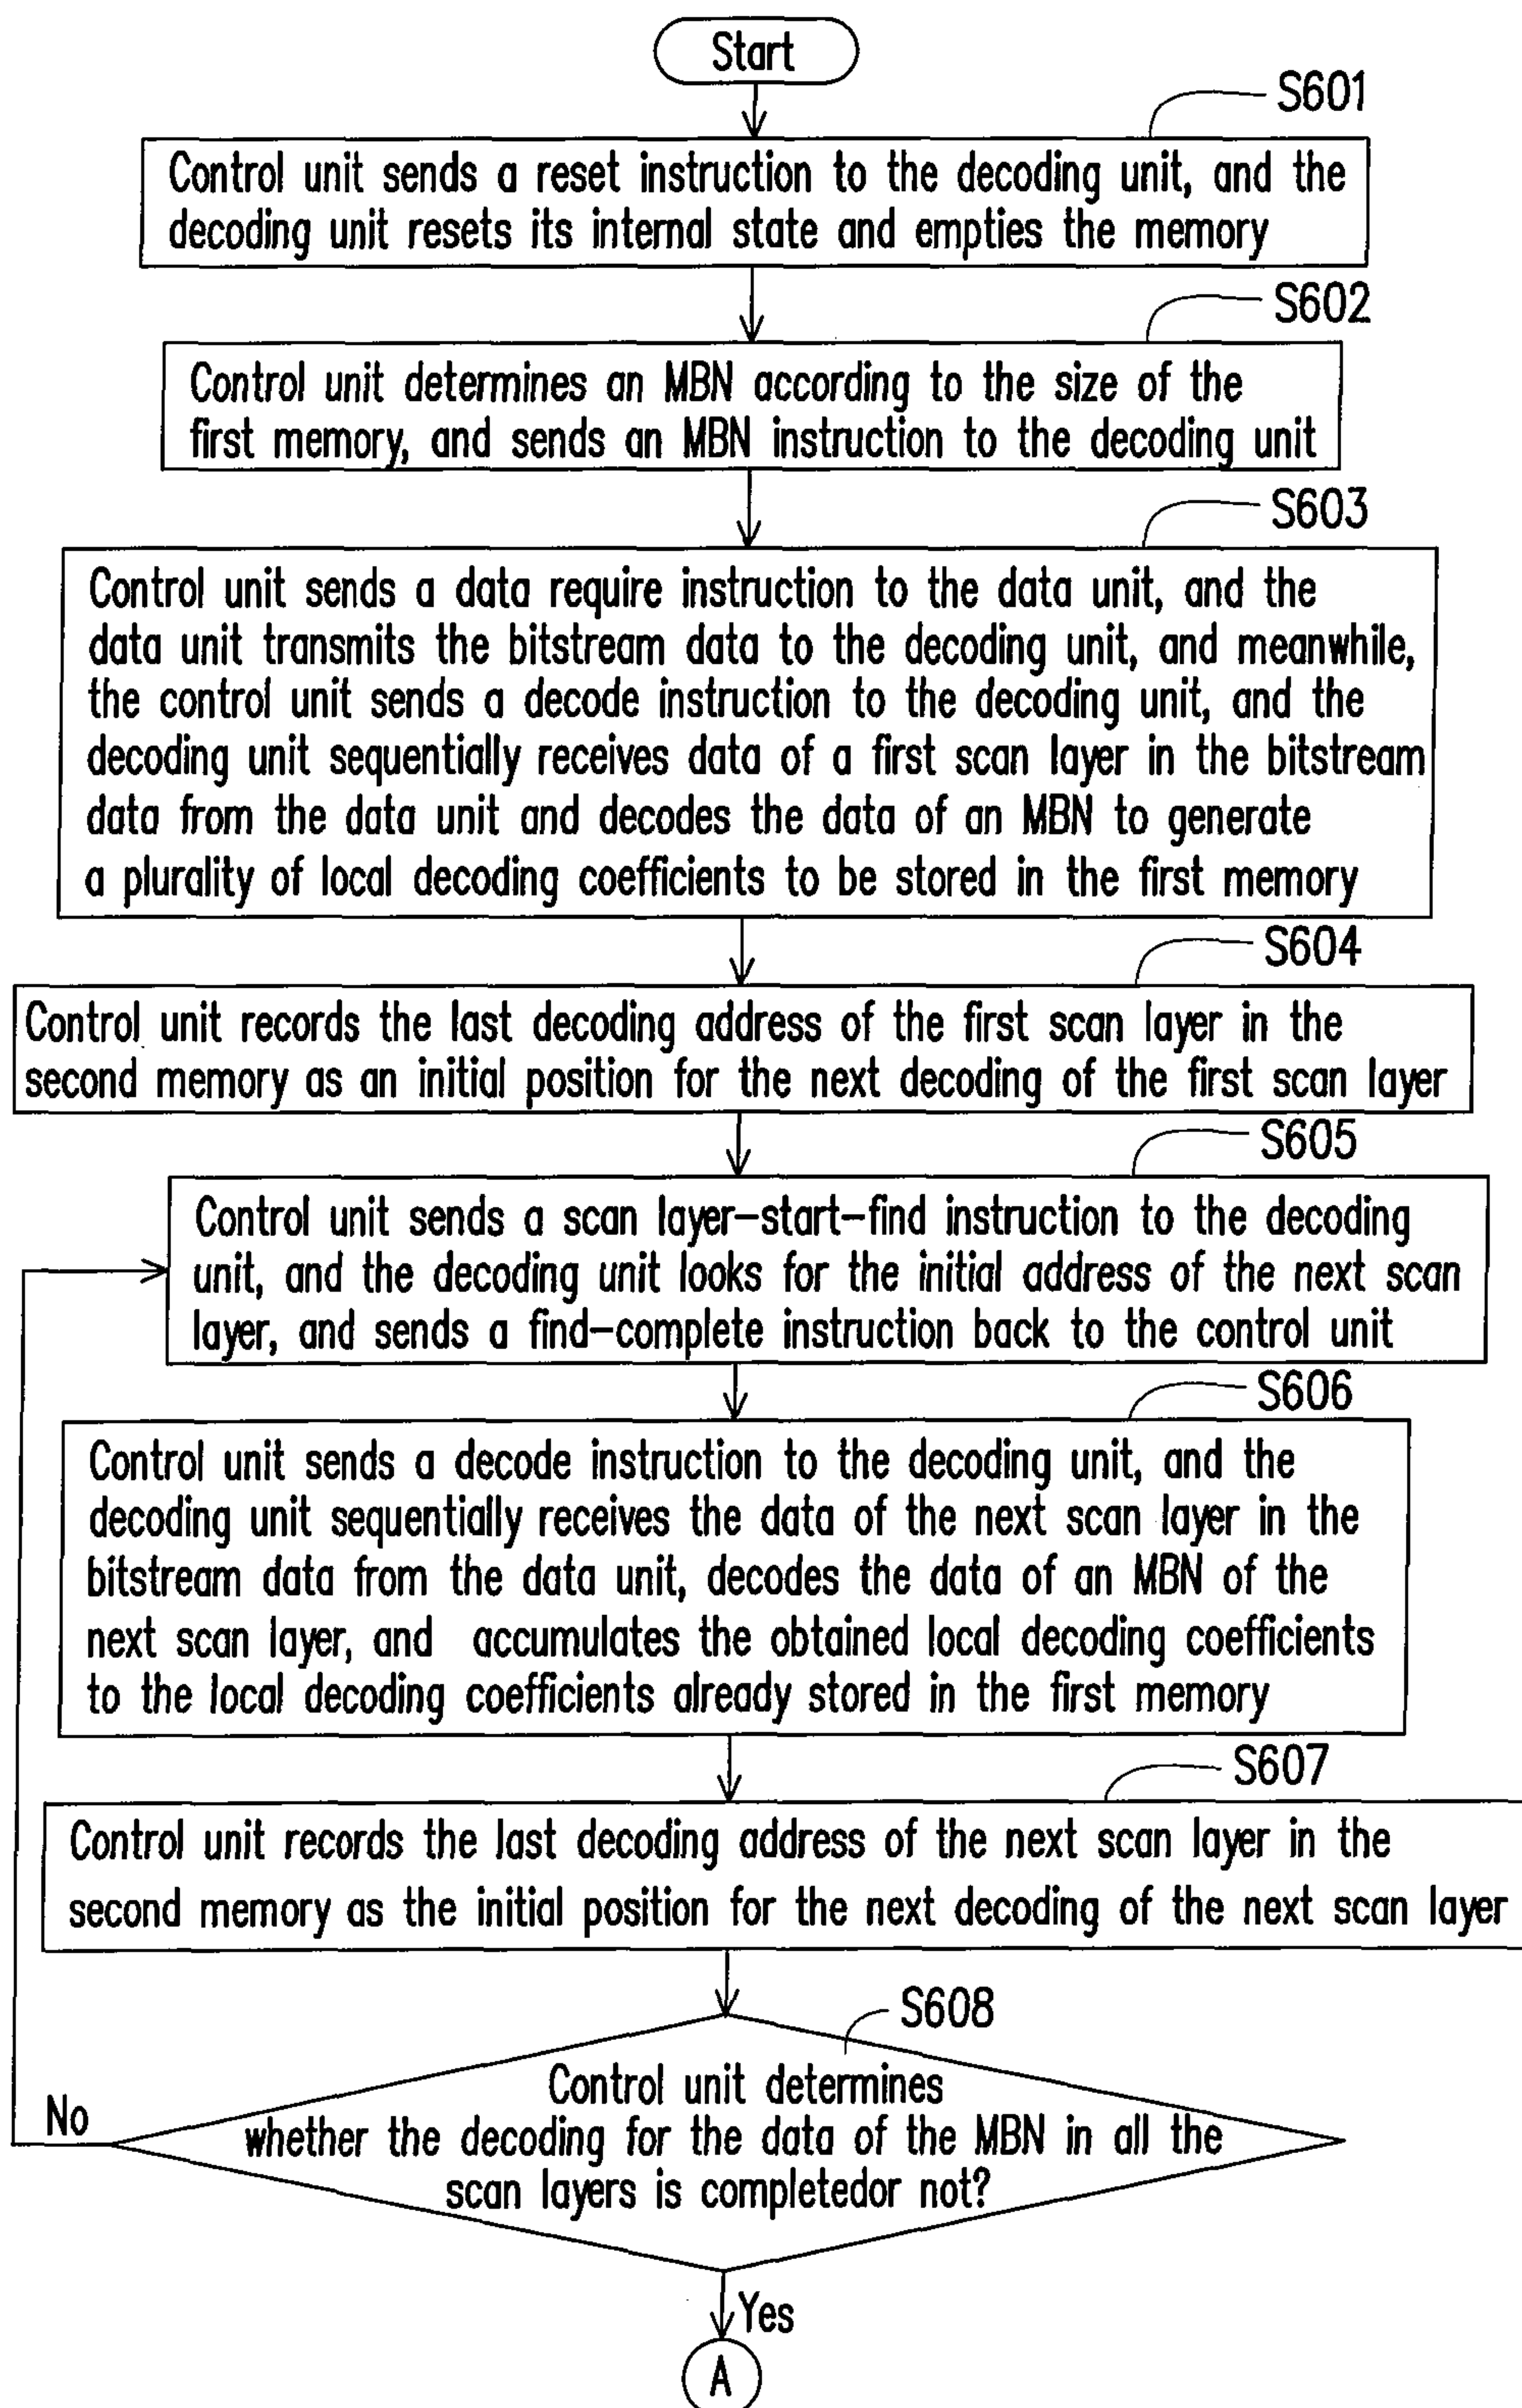 Start
S601
Control unit sends a reset instruction to the decoding unit, and the
decoding unit resets its internal state and empties the memory
S602
Control unit determines an MBN according to the size of the
first memory, and sends an MBN instruction to the decoding unit
S603
Control unit sends a data require instruction to the data unit, and the
data unit transmits the bitstream data to the decoding unit, and meanwhile,
the control unit sends a decode instruction to the decoding unit, and the
decoding unit sequentially receives data of a first scan layer in the bitstream
data from the data unit and decodes the data of an MBN to generate
a plurality of local decoding coefficients to be stored in the first memory
S604
Control unit records the last decoding address of the first scan layer in the
second memory as an initial position for the next decoding of the first scan layer
S605
Control unit sends a scan layer-start-find instruction to the decoding
unit, and the decoding unit looks for the initial address of the next scan
layer, and sends a find-complete instruction back to the control unit
S606
Control unit sends a decode instruction to the decoding unit, and the
decoding unit sequentially receives the data of the next scan layer in the
bitstream data from the data unit, decodes the data of an MBN of the
next scan layer, and accumulates the obtained local decoding coefficients
to the local decoding coefficients already stored in the first memory
S607
Control unit records the last decoding address of the next scan layer in the
second memory as the initial position for the next decoding of the next scan layer
S608
Control unit determines
whether the decoding for the data of the MBN in all the
scan layers is completedor not?
No
Yes
A